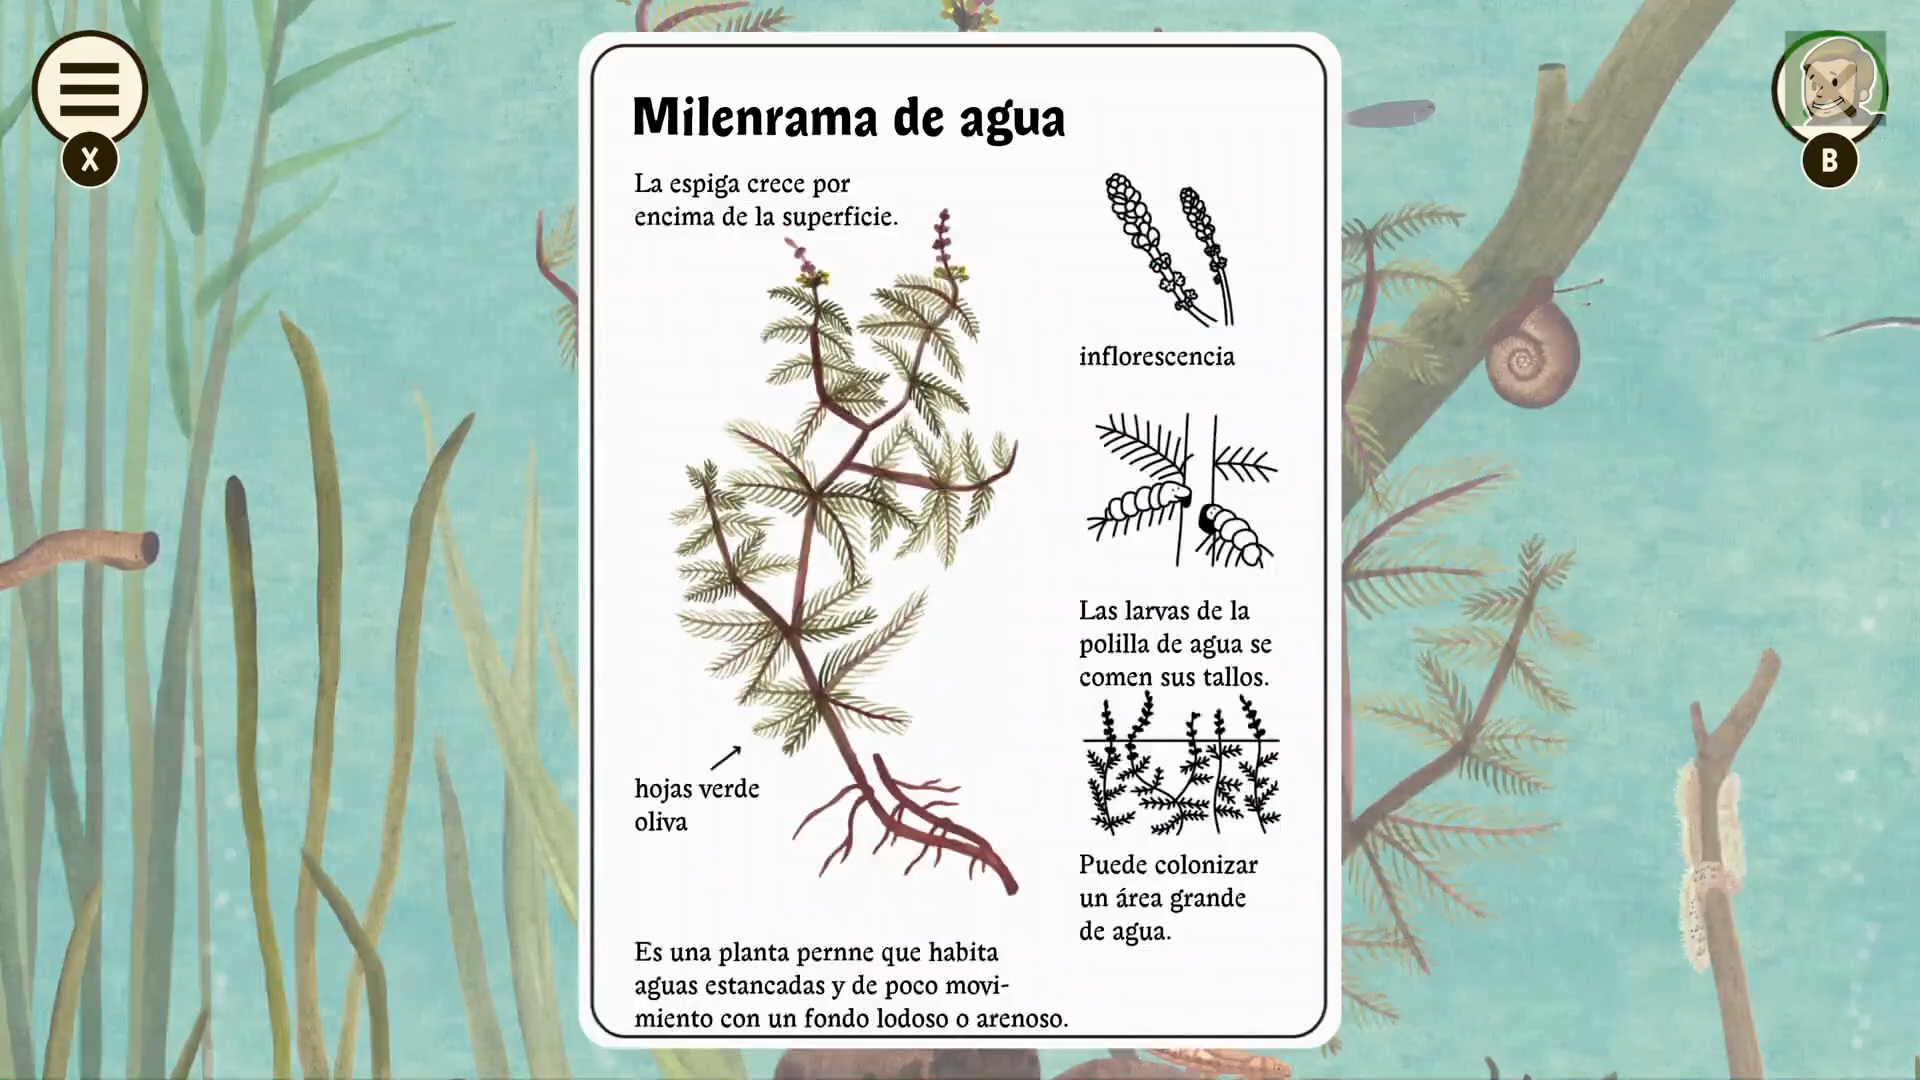 X
B
Milenrama de agua
La espiga crece por
encima de la superficie.
inflorescencia
Las larvas de la
polilla de agua se
comen sus tallos.
hojas verde
oliva
Puede colonizar
un área grande
de agua.
Es una planta pernne que habita
aguas estancadas y de poco movi-
miento con un fondo lodoso o arenoso.